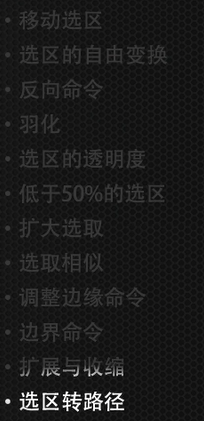 • 移动选区
• 选区的自由变换
• 反向命令
• 羽化
• 选区的透明度
• 低于50%的选区
• 扩大选取
• 选取相似
• 调整边缘命令
• 边界命令
• 扩展与收缩
• 选区转路径